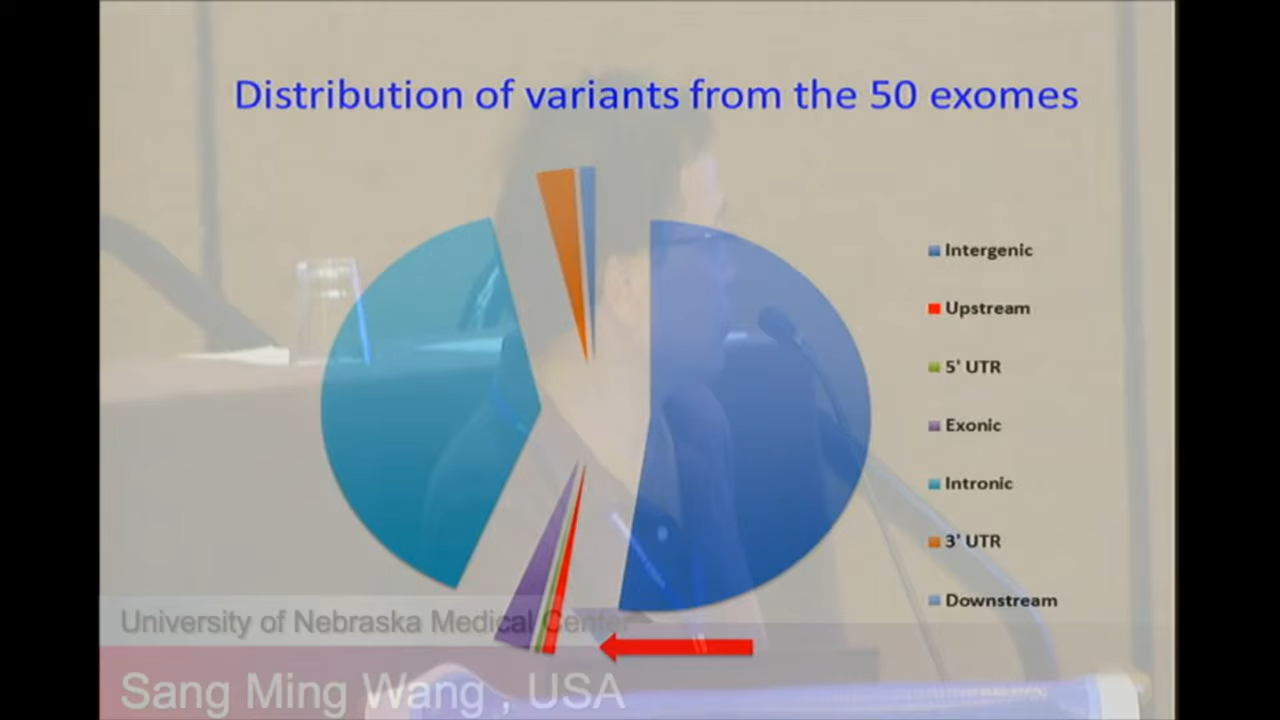 Distribution of variants from the 50 exomes
Intergenic
Upstream
5' UTR
Exonic
Intronic
3' UTR
Downstream
University of Nebraska Medical Center
Sang Ming Wang , USA